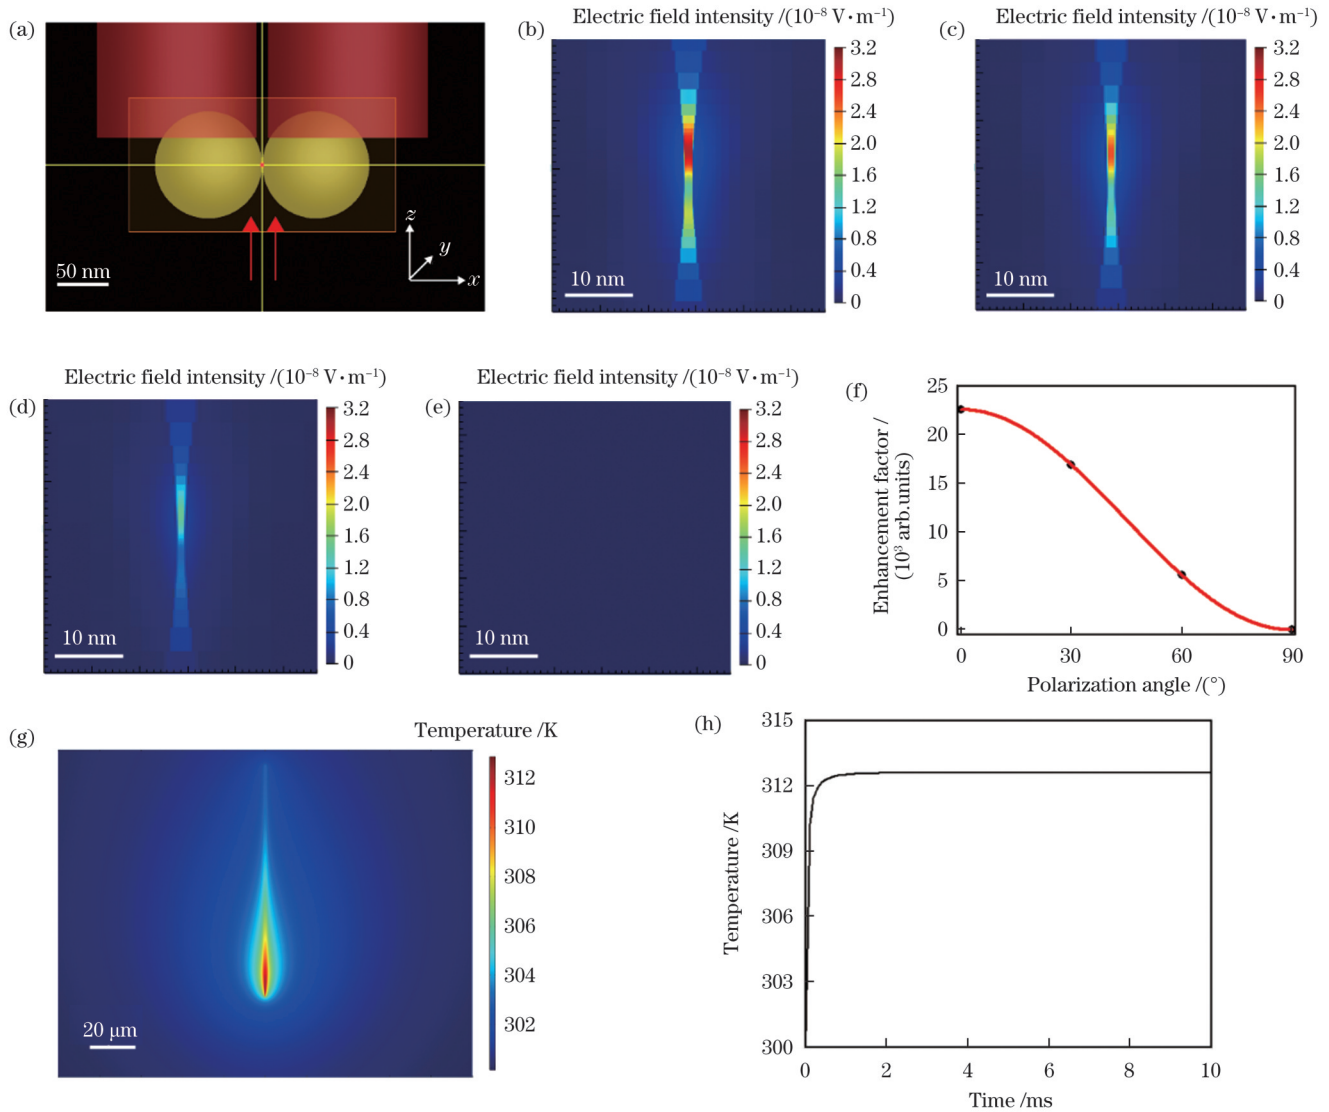 (a)
50 nm
z
y
x
(b)
Electric field intensity /(10⁻⁸ V·m⁻¹)
3.2
2.8
2.4
2.0
1.6
1.2
0.8
0.4
0
10 nm
(c)
Electric field intensity /(10⁻⁸ V·m⁻¹)
3.2
2.8
2.4
2.0
1.6
1.2
0.8
0.4
0
10 nm
(d)
Electric field intensity /(10⁻⁸ V·m⁻¹)
3.2
2.8
2.4
2.0
1.6
1.2
0.8
0.4
0
10 nm
(e)
Electric field intensity /(10⁻⁸ V·m⁻¹)
3.2
2.8
2.4
2.0
1.6
1.2
0.8
0.4
0
10 nm
(f)
Enhancement factor /
(10³ arb.units)
25
20
15
10
5
0
0 30 60 90
Polarization angle /(°)
(g)
Temperature /K
312
310
308
306
304
302
20 μm
(h)
Temperature /K
315
312
309
306
303
300
0 2 4 6 8 10
Time /ms